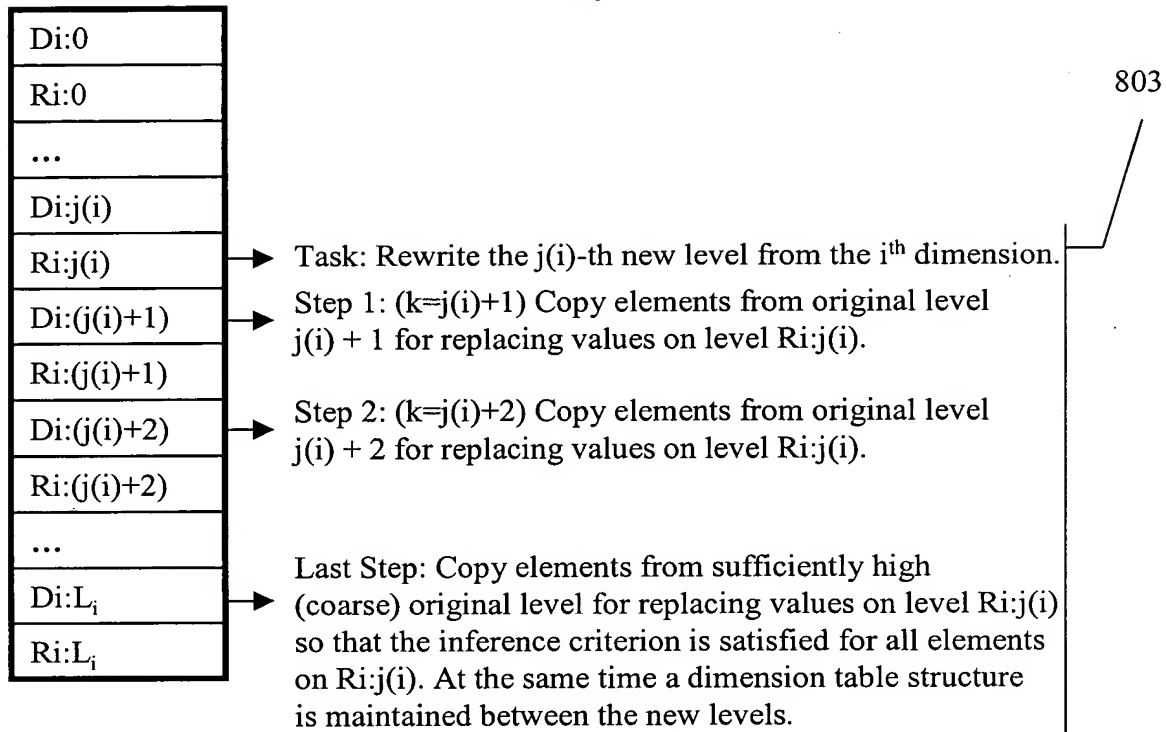 Di:0
Ri:0
803
...
Di:j(i)
Ri:j(i)
Task: Rewrite the j(i)-th new level from the ith dimension.
Di:(j(i)+1)
Step 1: (k=j(i)+1) Copy elements from original level
j(i) + 1 for replacing values on level Ri:j(i).
Ri:(j(i)+1)
Di:(j(i)+2)
Step 2: (k=j(i)+2) Copy elements from original level
j(i) + 2 for replacing values on level Ri:j(i).
Ri:(j(i)+2)
...
Di:Li
Ri:Li
Last Step: Copy elements from sufficiently high
(coarse) original level for replacing values on level Ri:j(i)
so that the inference criterion is satisfied for all elements
on Ri:j(i). At the same time a dimension table structure
is maintained between the new levels.